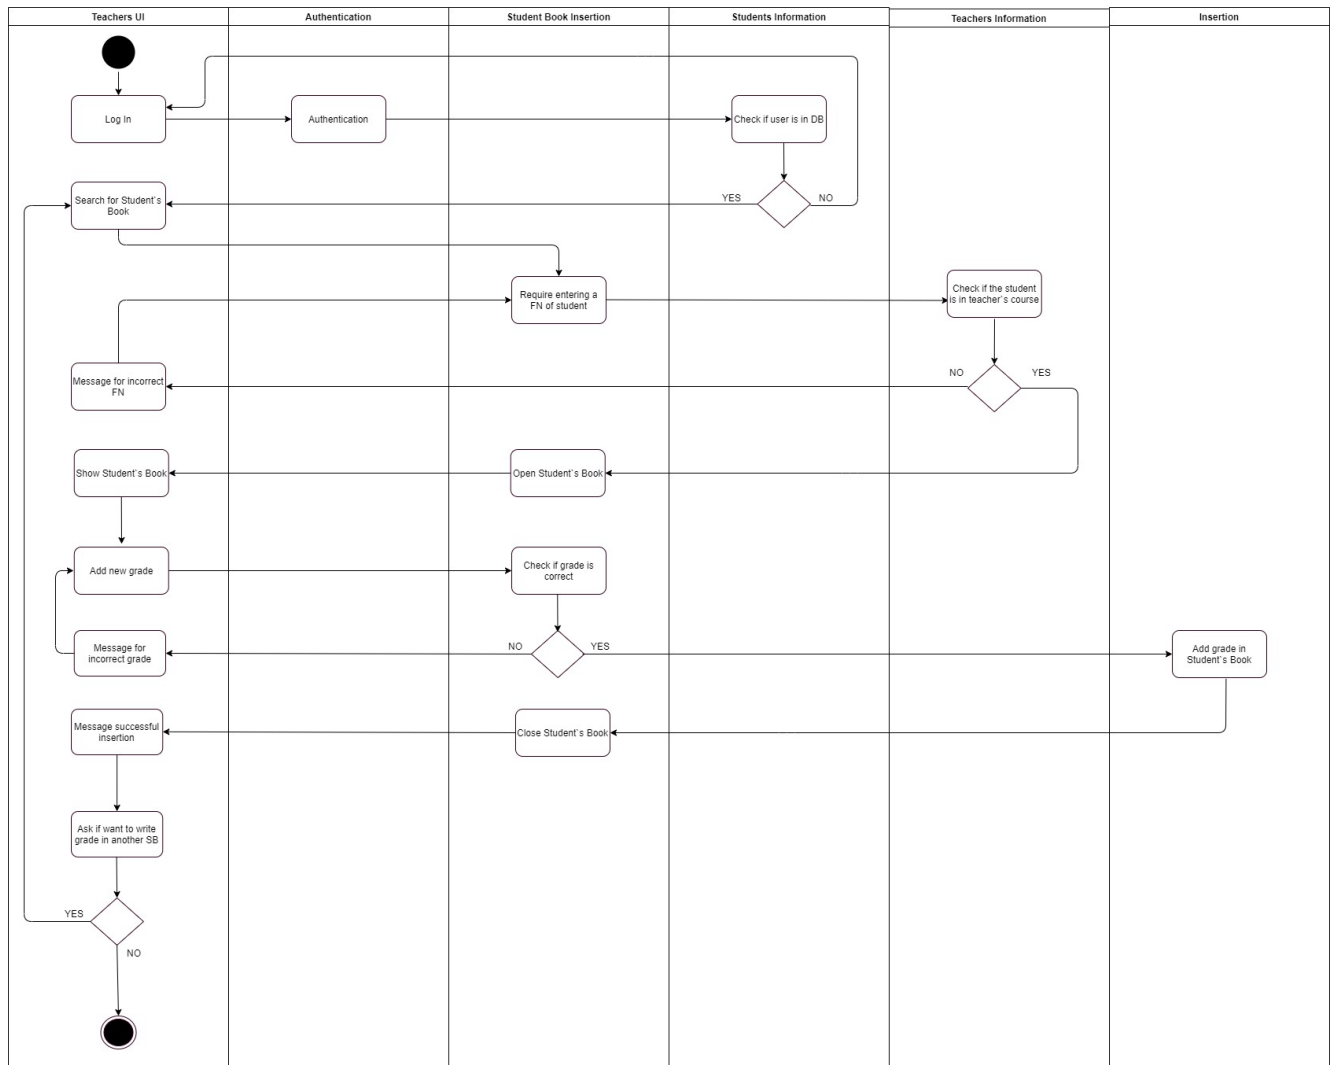 Teachers UI
Authentication
Student Book Insertion
Students Information
Teachers Information
Insertion
Log In
Authentication
Check if user is in DB
YES
NO
Search for Student`s
Book
Require entering a
FN of student
Check if the student
is in teacher`s course
NO
YES
Message for incorrect
FN
Show Student`s Book
Open Student`s Book
Add new grade
Check if grade is
correct
NO
YES
Message for
incorrect grade
Add grade in
Student`s Book
Message successful
insertion
Close Student`s Book
Ask if want to write
grade in another SB
YES
NO